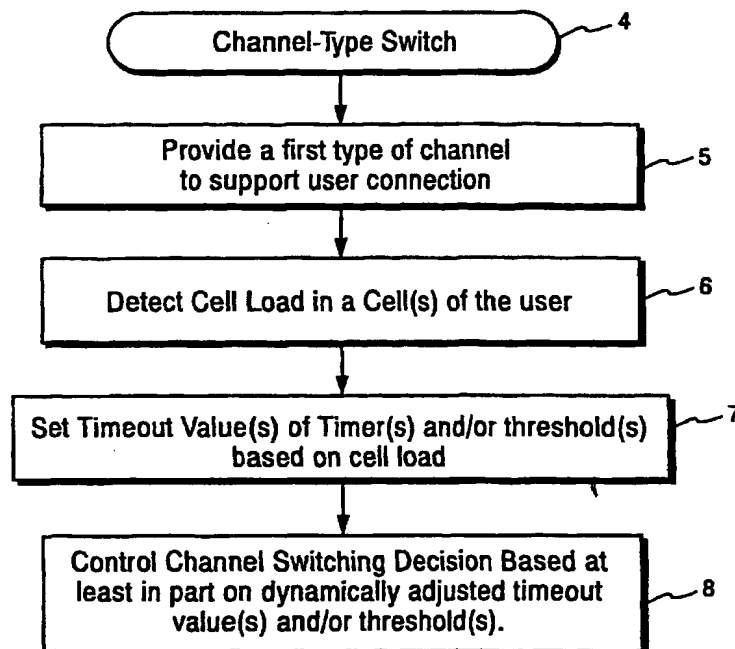 Channel-Type Switch
4
Provide a first type of channel
to support user connection
5
Detect Cell Load in a Cell(s) of the user
6
Set Timeout Value(s) of Timer(s) and/or threshold(s)
based on cell load
7
Control Channel Switching Decision Based at
least in part on dynamically adjusted timeout
value(s) and/or threshold(s).
8